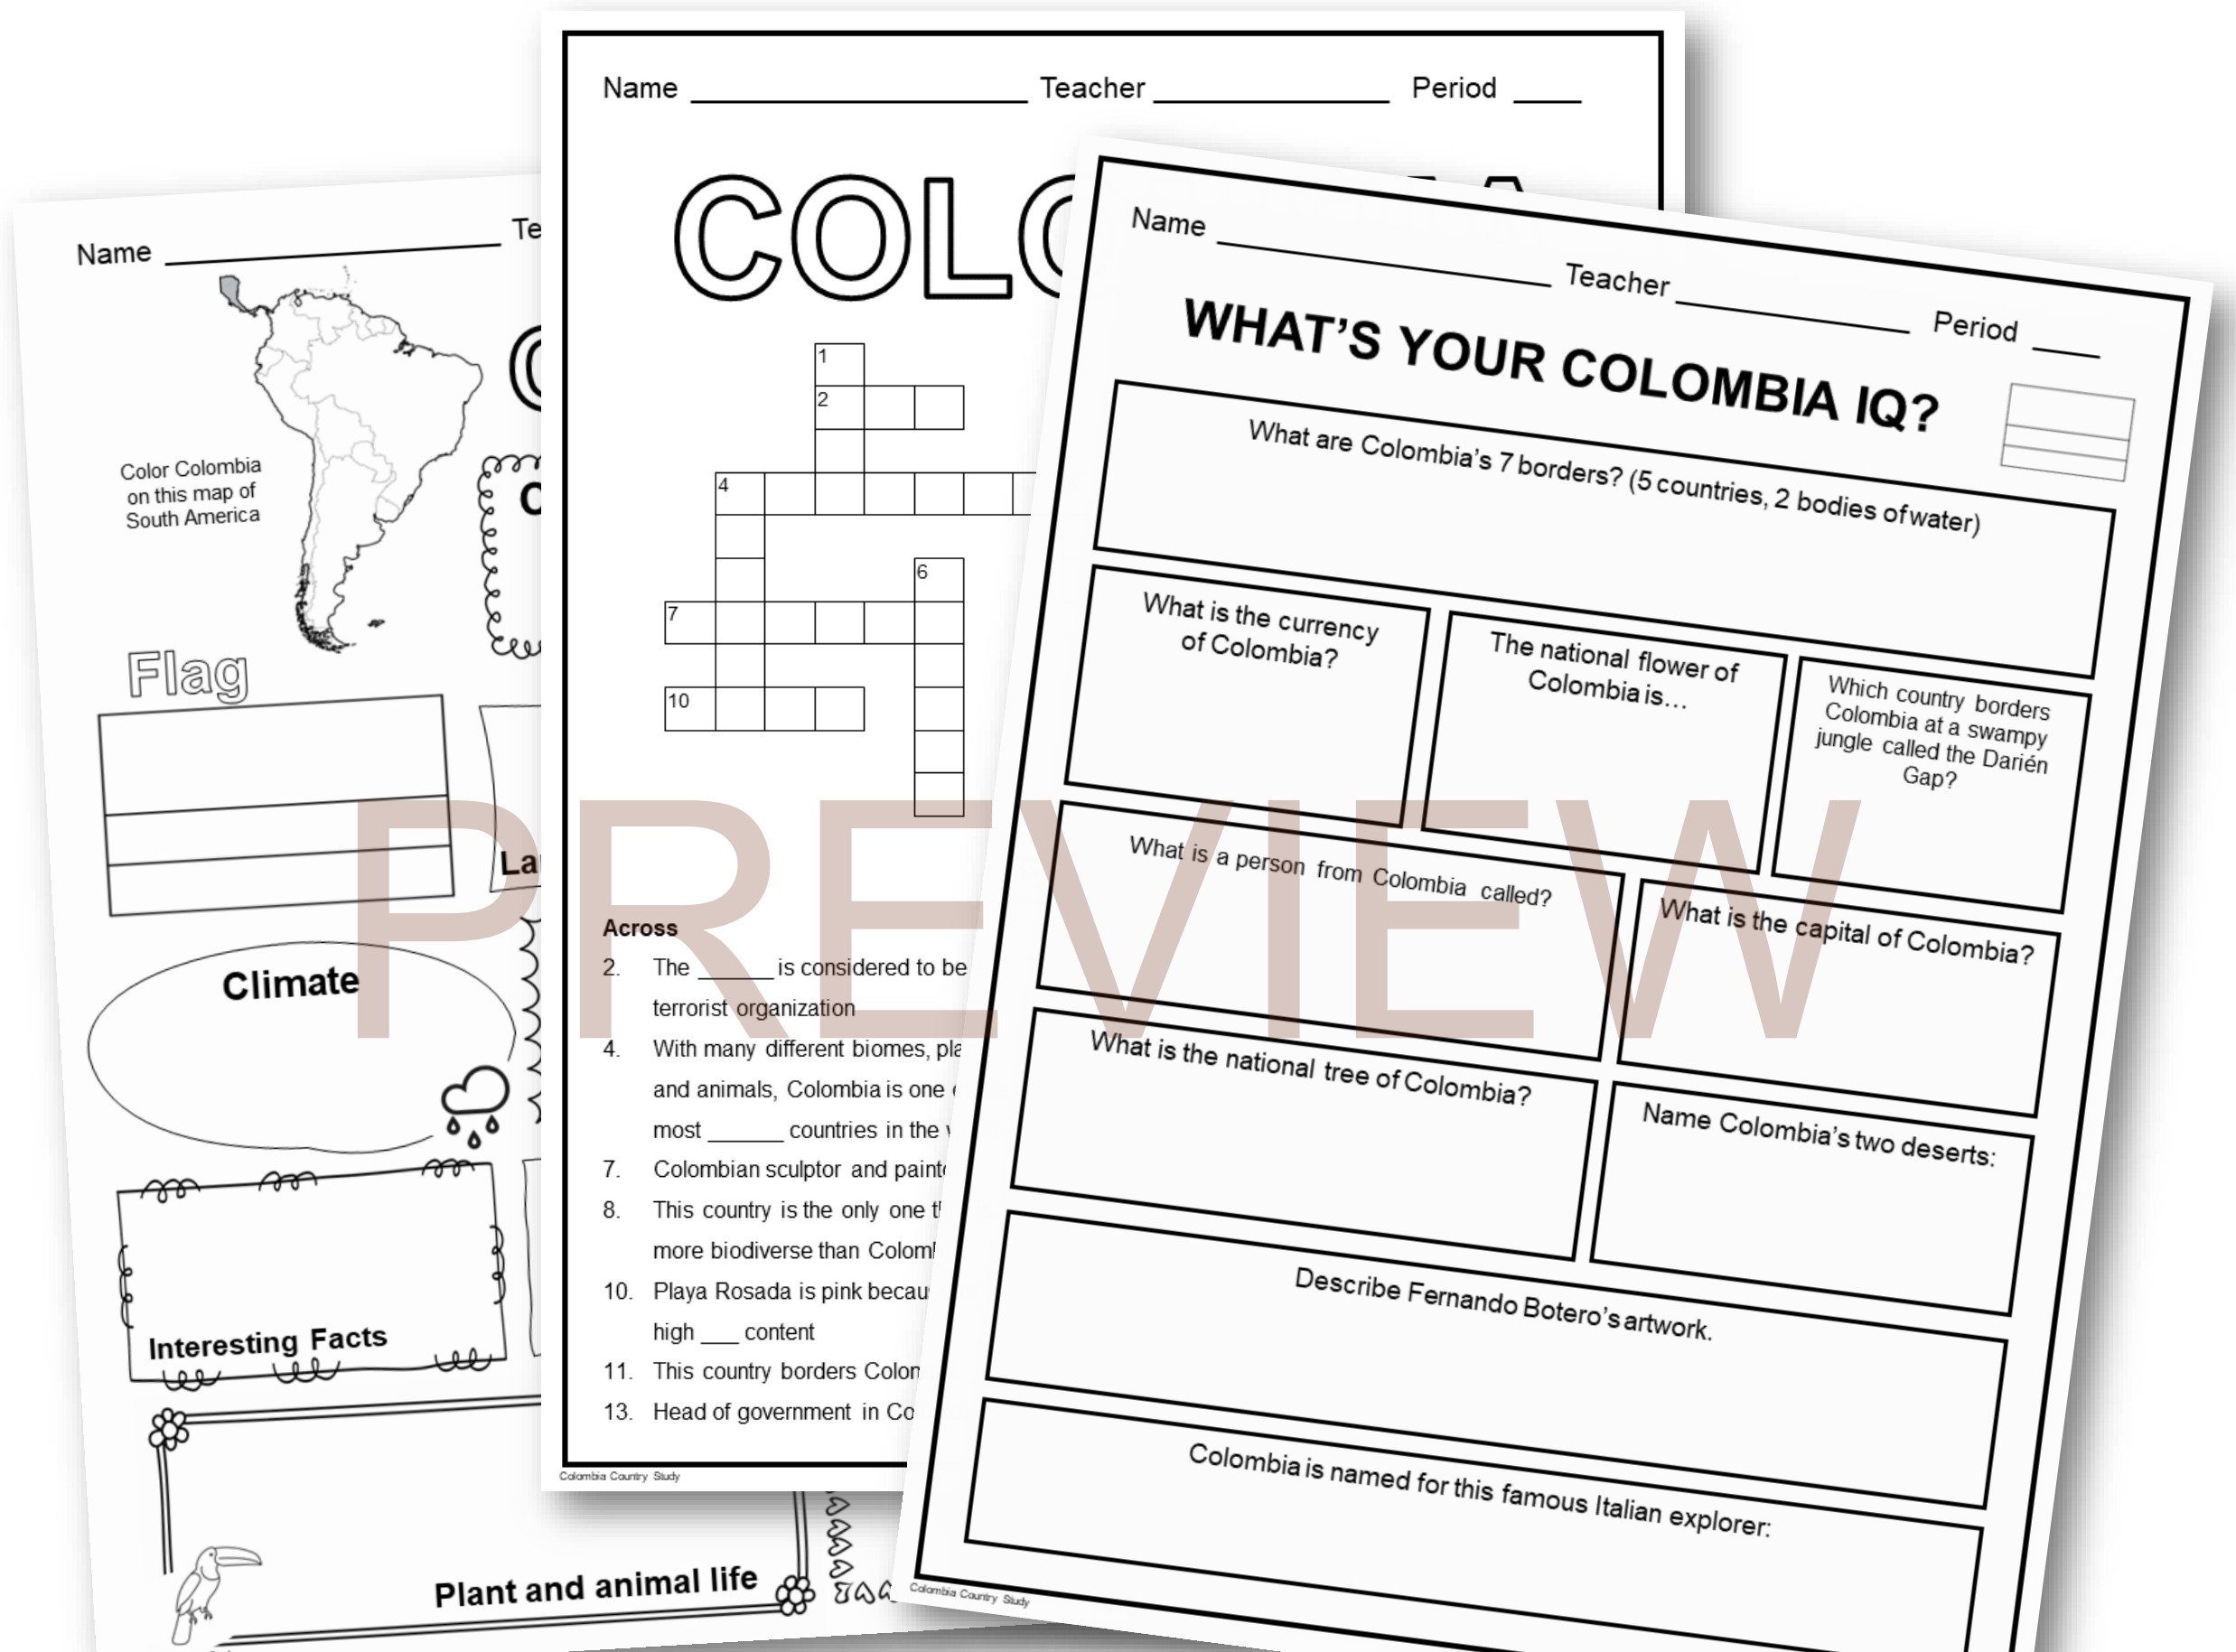 Name
Te
Color Colombia
on this map of
South America
Flag
Climate
Interesting Facts
Plant and animal life
Name Teacher Period
COLO
1
2
4
6
7
10
Across
2. The ______ is considered to be
terrorist organization
4. With many different biomes,
and animals, Colombia is one
most ______ countries in the
7. Colombian sculptor and
8. This country is the only one
more biodiverse than
10. Playa Rosada is pink
high ___ content
11. This country borders
13. Head of government in
Colombia Country Study
Name Teacher Period
WHAT'S YOUR COLOMBIA IQ?
What are Colombia's 7 borders? (5 countries, 2 bodies of water)
What is the currency
of Colombia?
The national flower of
Colombia is...
Which country borders
Colombia at a swampy
jungle called the Darién
Gap?
What is a person from Colombia called?
What is the capital of Colombia?
What is the national tree of Colombia?
Name Colombia's two deserts:
Describe Fernando Botero's artwork.
Colombia is named for this famous Italian explorer:
Colombia Country Study
PREVIEW